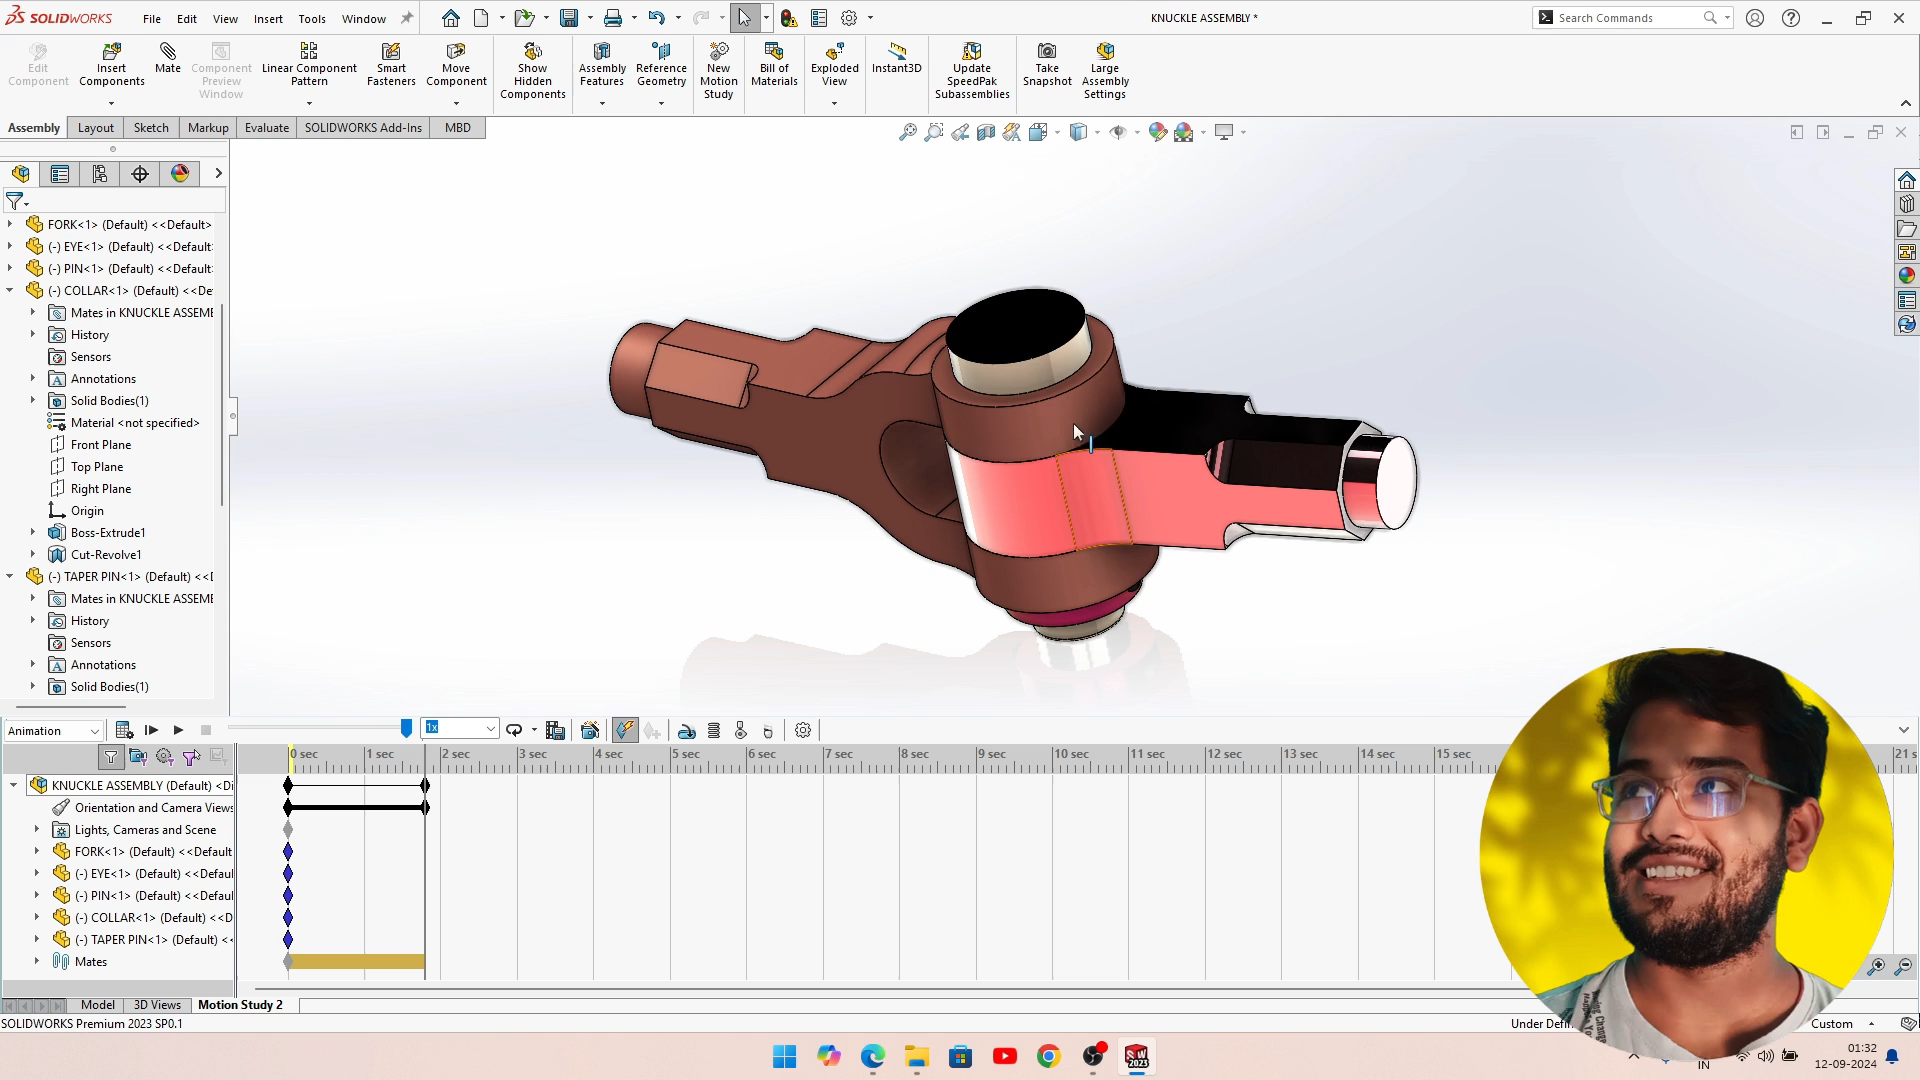 SOLIDWORKS
File
Edit
View
Insert
Tools
Window
KNUCKLE ASSEMBLY *
Search Commands
Edit
Component
Insert
Components
Mate
Component
Preview
Window
Linear Component
Pattern
Smart
Fasteners
Move
Component
Show
Hidden
Components
Assembly
Features
Reference
Geometry
New
Motion
Study
Bill of
Materials
Exploded
View
Instant3D
Update
SpeedPak
Subassemblies
Take
Snapshot
Large
Assembly
Settings
Assembly
Layout
Sketch
Markup
Evaluate
SOLIDWORKS Add-Ins
MBD
FORK<1> (Default) <<Default>
(-) EYE<1> (Default) <<Default
(-) PIN<1> (Default) <<Default
(-) COLLAR<1> (Default) <<De
Mates in KNUCKLE ASSEME
History
Sensors
Annotations
Solid Bodies(1)
Material <not specified>
Front Plane
Top Plane
Right Plane
Origin
Boss-Extrude1
Cut-Revolve1
(-) TAPER PIN<1> (Default) <<D
Mates in KNUCKLE ASSEME
History
Sensors
Annotations
Solid Bodies(1)
Animation
1x
0 sec
1 sec
2 sec
3 sec
4 sec
5 sec
6 sec
7 sec
8 sec
9 sec
10 sec
11 sec
12 sec
13 sec
14 sec
15 sec
21 s
KNUCKLE ASSEMBLY (Default) <Di
Orientation and Camera Views
Lights, Cameras and Scene
FORK<1> (Default) <<Default
(-) EYE<1> (Default) <<Defaul
(-) PIN<1> (Default) <<Defaul
(-) COLLAR<1> (Default) <<D
(-) TAPER PIN<1> (Default) <<
Mates
Model
3D Views
Motion Study 2
SOLIDWORKS Premium 2023 SP0.1
Under Defi
Custom
SW
2023
IN
01:32
12-09-2024